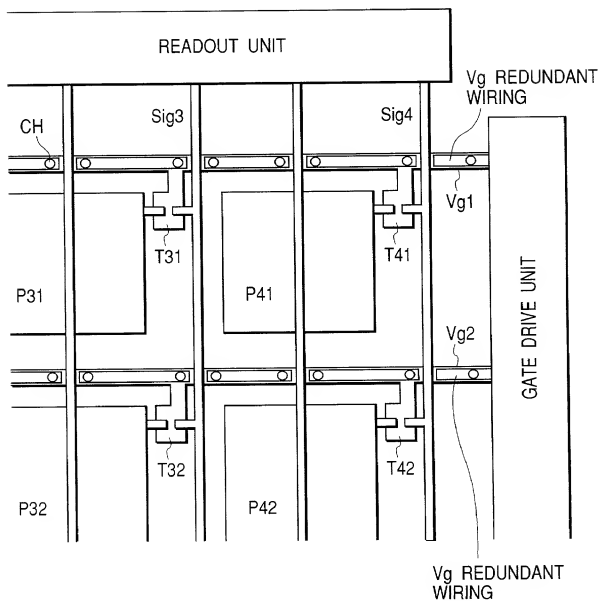 READOUT UNIT
Vg REDUNDANT
WIRING
Sig3
Sig4
CH
Vg1
T31
T41
P31
P41
GATE DRIVE UNIT
Vg2
T32
T42
P32
P42
Vg REDUNDANT
WIRING